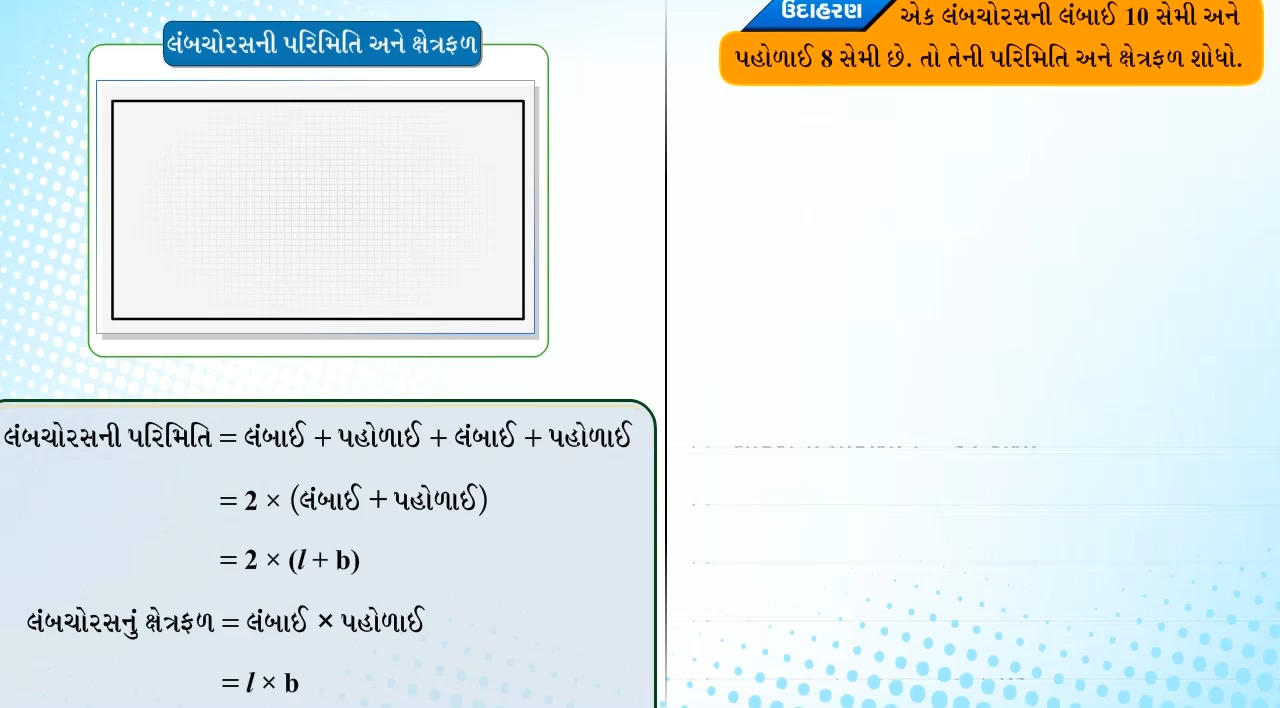 લંબચોરસની પરિમિતિ અને ક્ષેત્રફળ
લંબચોરસની પરિમિતિ = લંબાઈ + પહોળાઈ + લંબાઈ + પહોળાઈ
= 2 × (લંબાઈ + પહોળાઈ)
= 2 × (l + b)
લંબચોરસનું ક્ષેત્રફળ = લંબાઈ × પહોળાઈ
= l × b
ઉદાહરણ
એક લંબચોરસની લંબાઈ 10 સેમી અને
પહોળાઈ 8 સેમી છે. તો તેની પરિમિતિ અને ક્ષેત્રફળ શોધો.